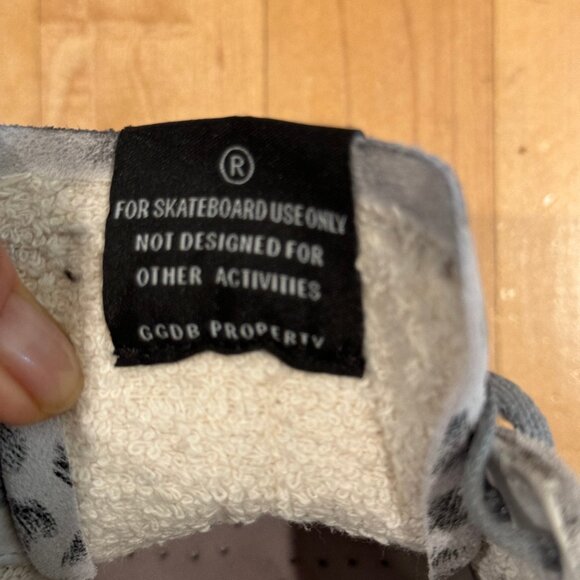 ®
FOR SKATEBOARD USE ONLY
NOT DESIGNED FOR
OTHER ACTIVITIES
GGDB PROPERTY